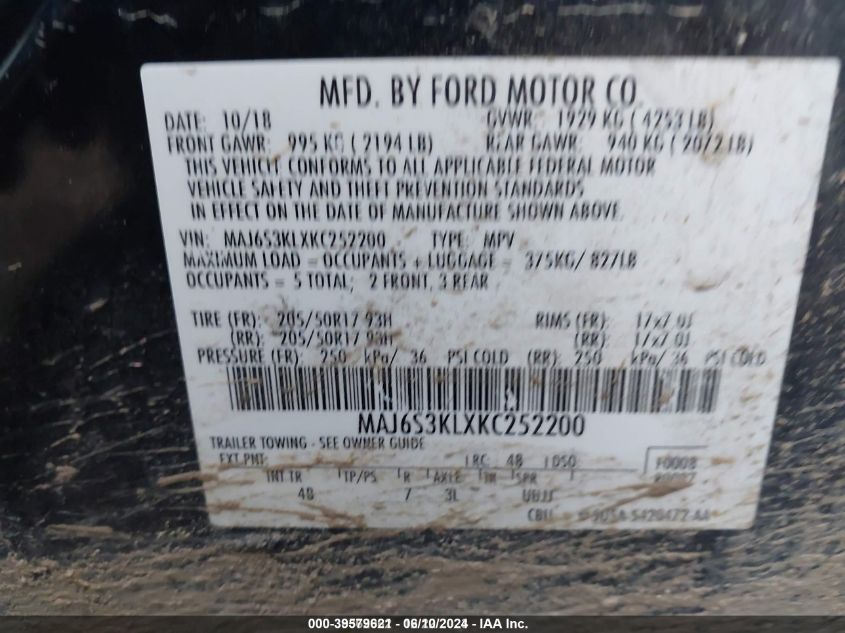 MFD. BY FORD MOTOR CO.
DATE: 10/18 GVWR: 1929 KG ( 4253 LB)
FRONT GAWR: 995 KG ( 2194 LB) REAR GAWR: 940 KG ( 2072 LB)
THIS VEHICLE CONFORMS TO ALL APPLICABLE FEDERAL MOTOR
VEHICLE SAFETY AND THEFT PREVENTION STANDARDS
IN EFFECT ON THE DATE OF MANUFACTURE SHOWN ABOVE.
VIN: MAJ6S3KLXKC252200 TYPE: MPV
MAXIMUM LOAD = OCCUPANTS + LUGGAGE = 375KG/ 827LB
OCCUPANTS = 5 TOTAL; 2 FRONT, 3 REAR
TIRE (FR): 205/50R17 93H RIMS (FR): 17x7.0J
(RR): 205/50R17 93H (RR): 17x7.0J
PRESSURE (FR): 250 kPa/ 36 PSI COLD (RR): 250 kPa/ 36 PSI COLD
MAJ6S3KLXKC252200
TRAILER TOWING - SEE OWNER GUIDE
EXT PNT: RC: 48 DSO F0008
INT TR TP/PS R AXLE TR SPR
4B 7 3L UBJJ
CBU
000-39579621 - 06/10/2024 - IAA Inc.